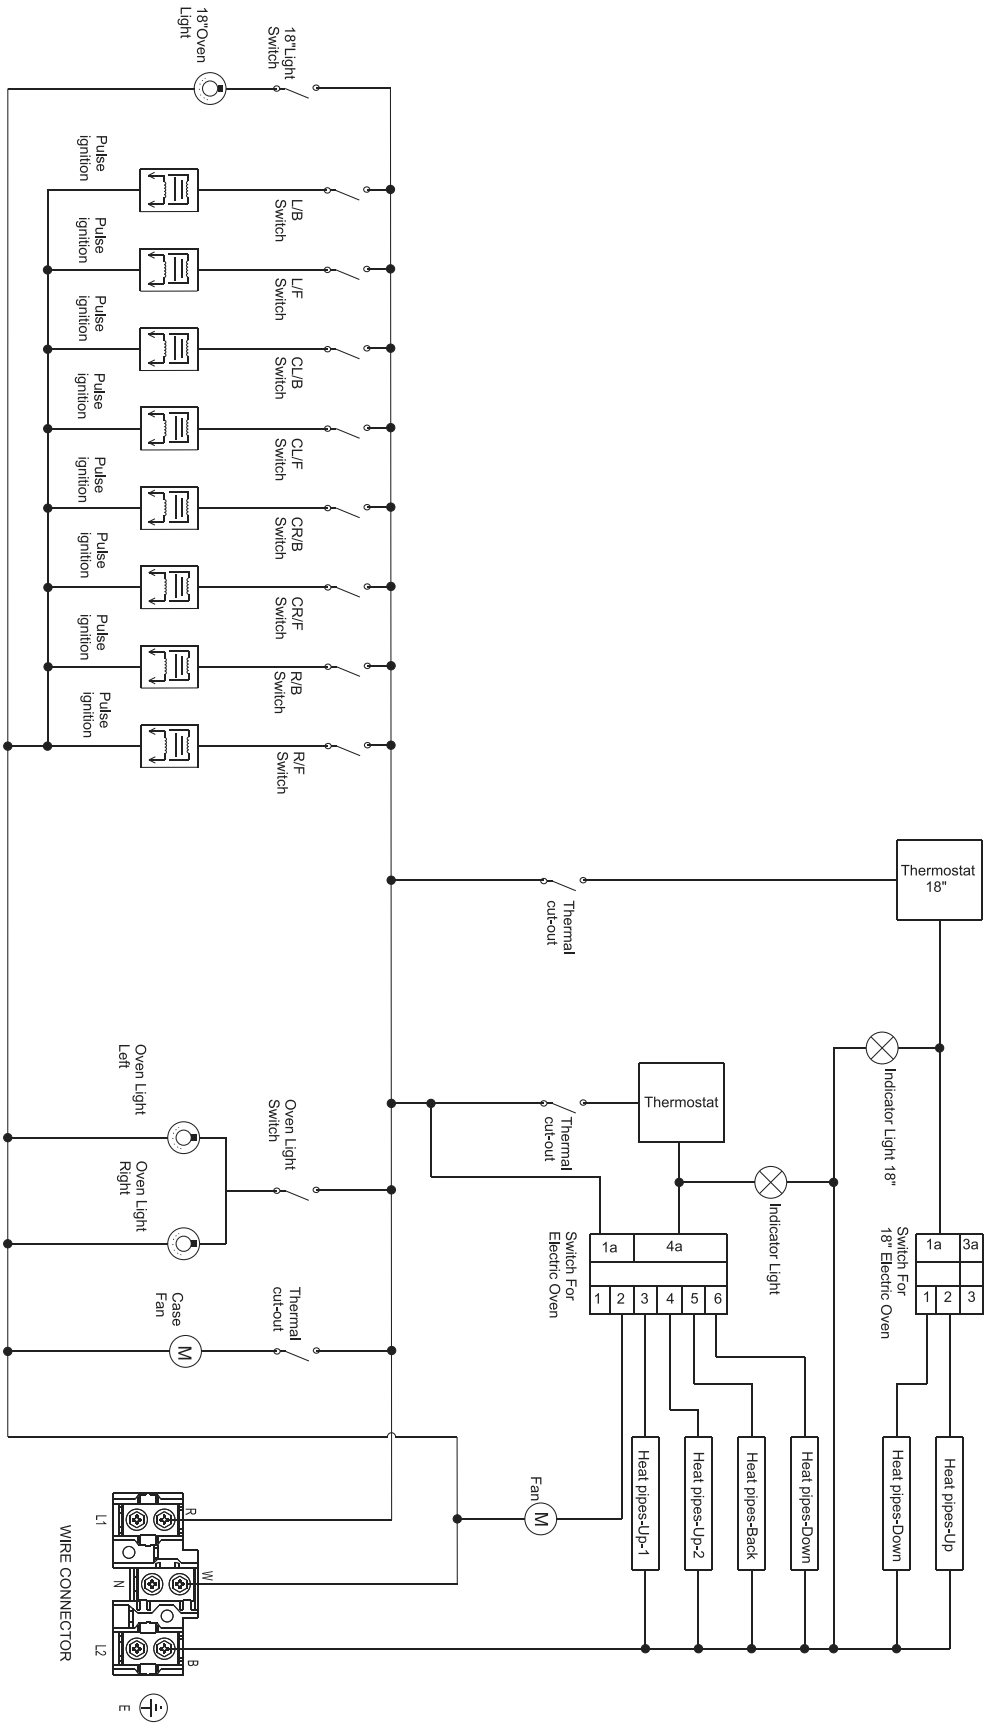 18"Oven
Light
18"Light
Switch
Pulse
ignition
L/B
Switch
Pulse
ignition
L/F
Switch
Pulse
ignition
CL/B
Switch
Pulse
ignition
CL/F
Switch
Pulse
ignition
CR/B
Switch
Pulse
ignition
CR/F
Switch
Pulse
ignition
R/B
Switch
Pulse
ignition
R/F
Switch
Thermostat
18"
Thermal
cut-out
Indicator Light 18"
Oven Light
Left
Oven Light
Right
Oven Light
Switch
Thermostat
Thermal
cut-out
Indicator Light
Switch For
Electric Oven
1a 4a
1 2 3 4 5 6
Switch For
18" Electric Oven
1a 3a
1 2 3
Case
Fan
M
Thermal
cut-out
Fan
M
Heat pipes-Up-1
Heat pipes-Up-2
Heat pipes-Back
Heat pipes-Down
Heat pipes-Down
Heat pipes-Up
WIRE CONNECTOR
L1
R
N
W
L2
B
E